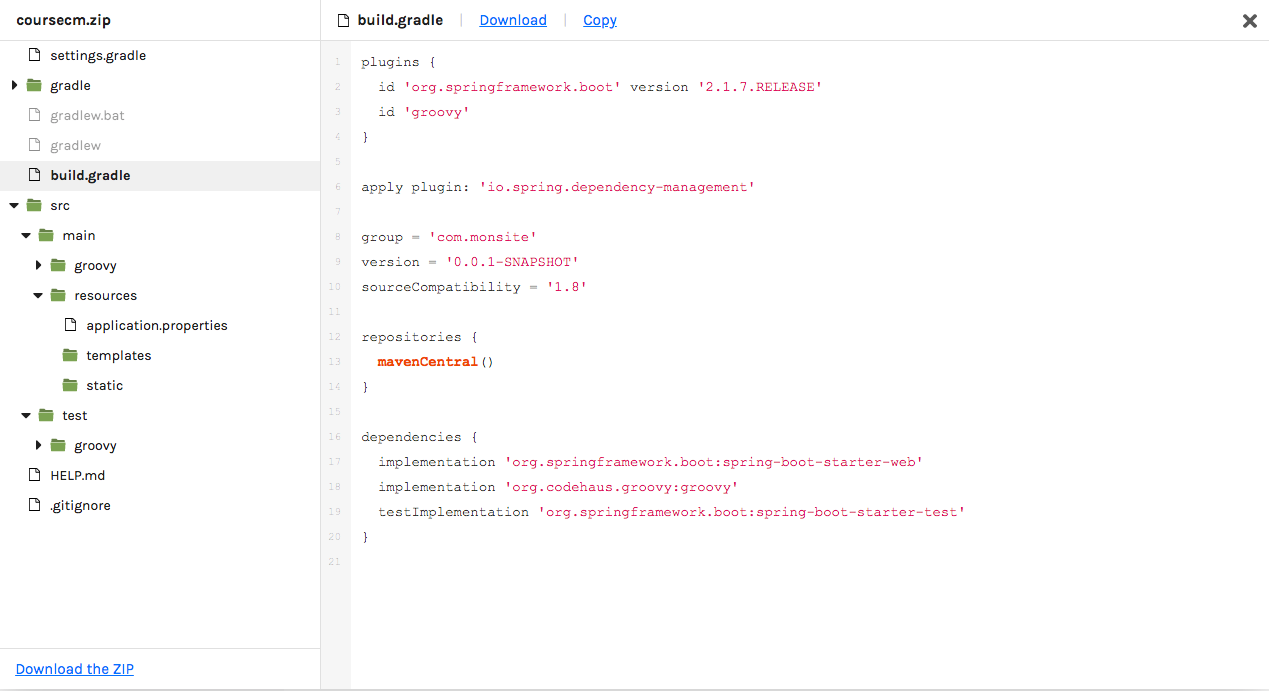 coursecm.zip
settings.gradle
gradle
gradlew.bat
gradlew
build.gradle
src
main
groovy
resources
application.properties
templates
static
test
groovy
HELP.md
.gitignore
Download the ZIP
build.gradle | Download | Copy
1 plugins {
2   id 'org.springframework.boot' version '2.1.7.RELEASE'
3   id 'groovy'
4 }
5
6 apply plugin: 'io.spring.dependency-management'
7
8 group = 'com.monsite'
9 version = '0.0.1-SNAPSHOT'
10 sourceCompatibility = '1.8'
11
12 repositories {
13   mavenCentral()
14 }
15
16 dependencies {
17   implementation 'org.springframework.boot:spring-boot-starter-web'
18   implementation 'org.codehaus.groovy:groovy'
19   testImplementation 'org.springframework.boot:spring-boot-starter-test'
20 }
21